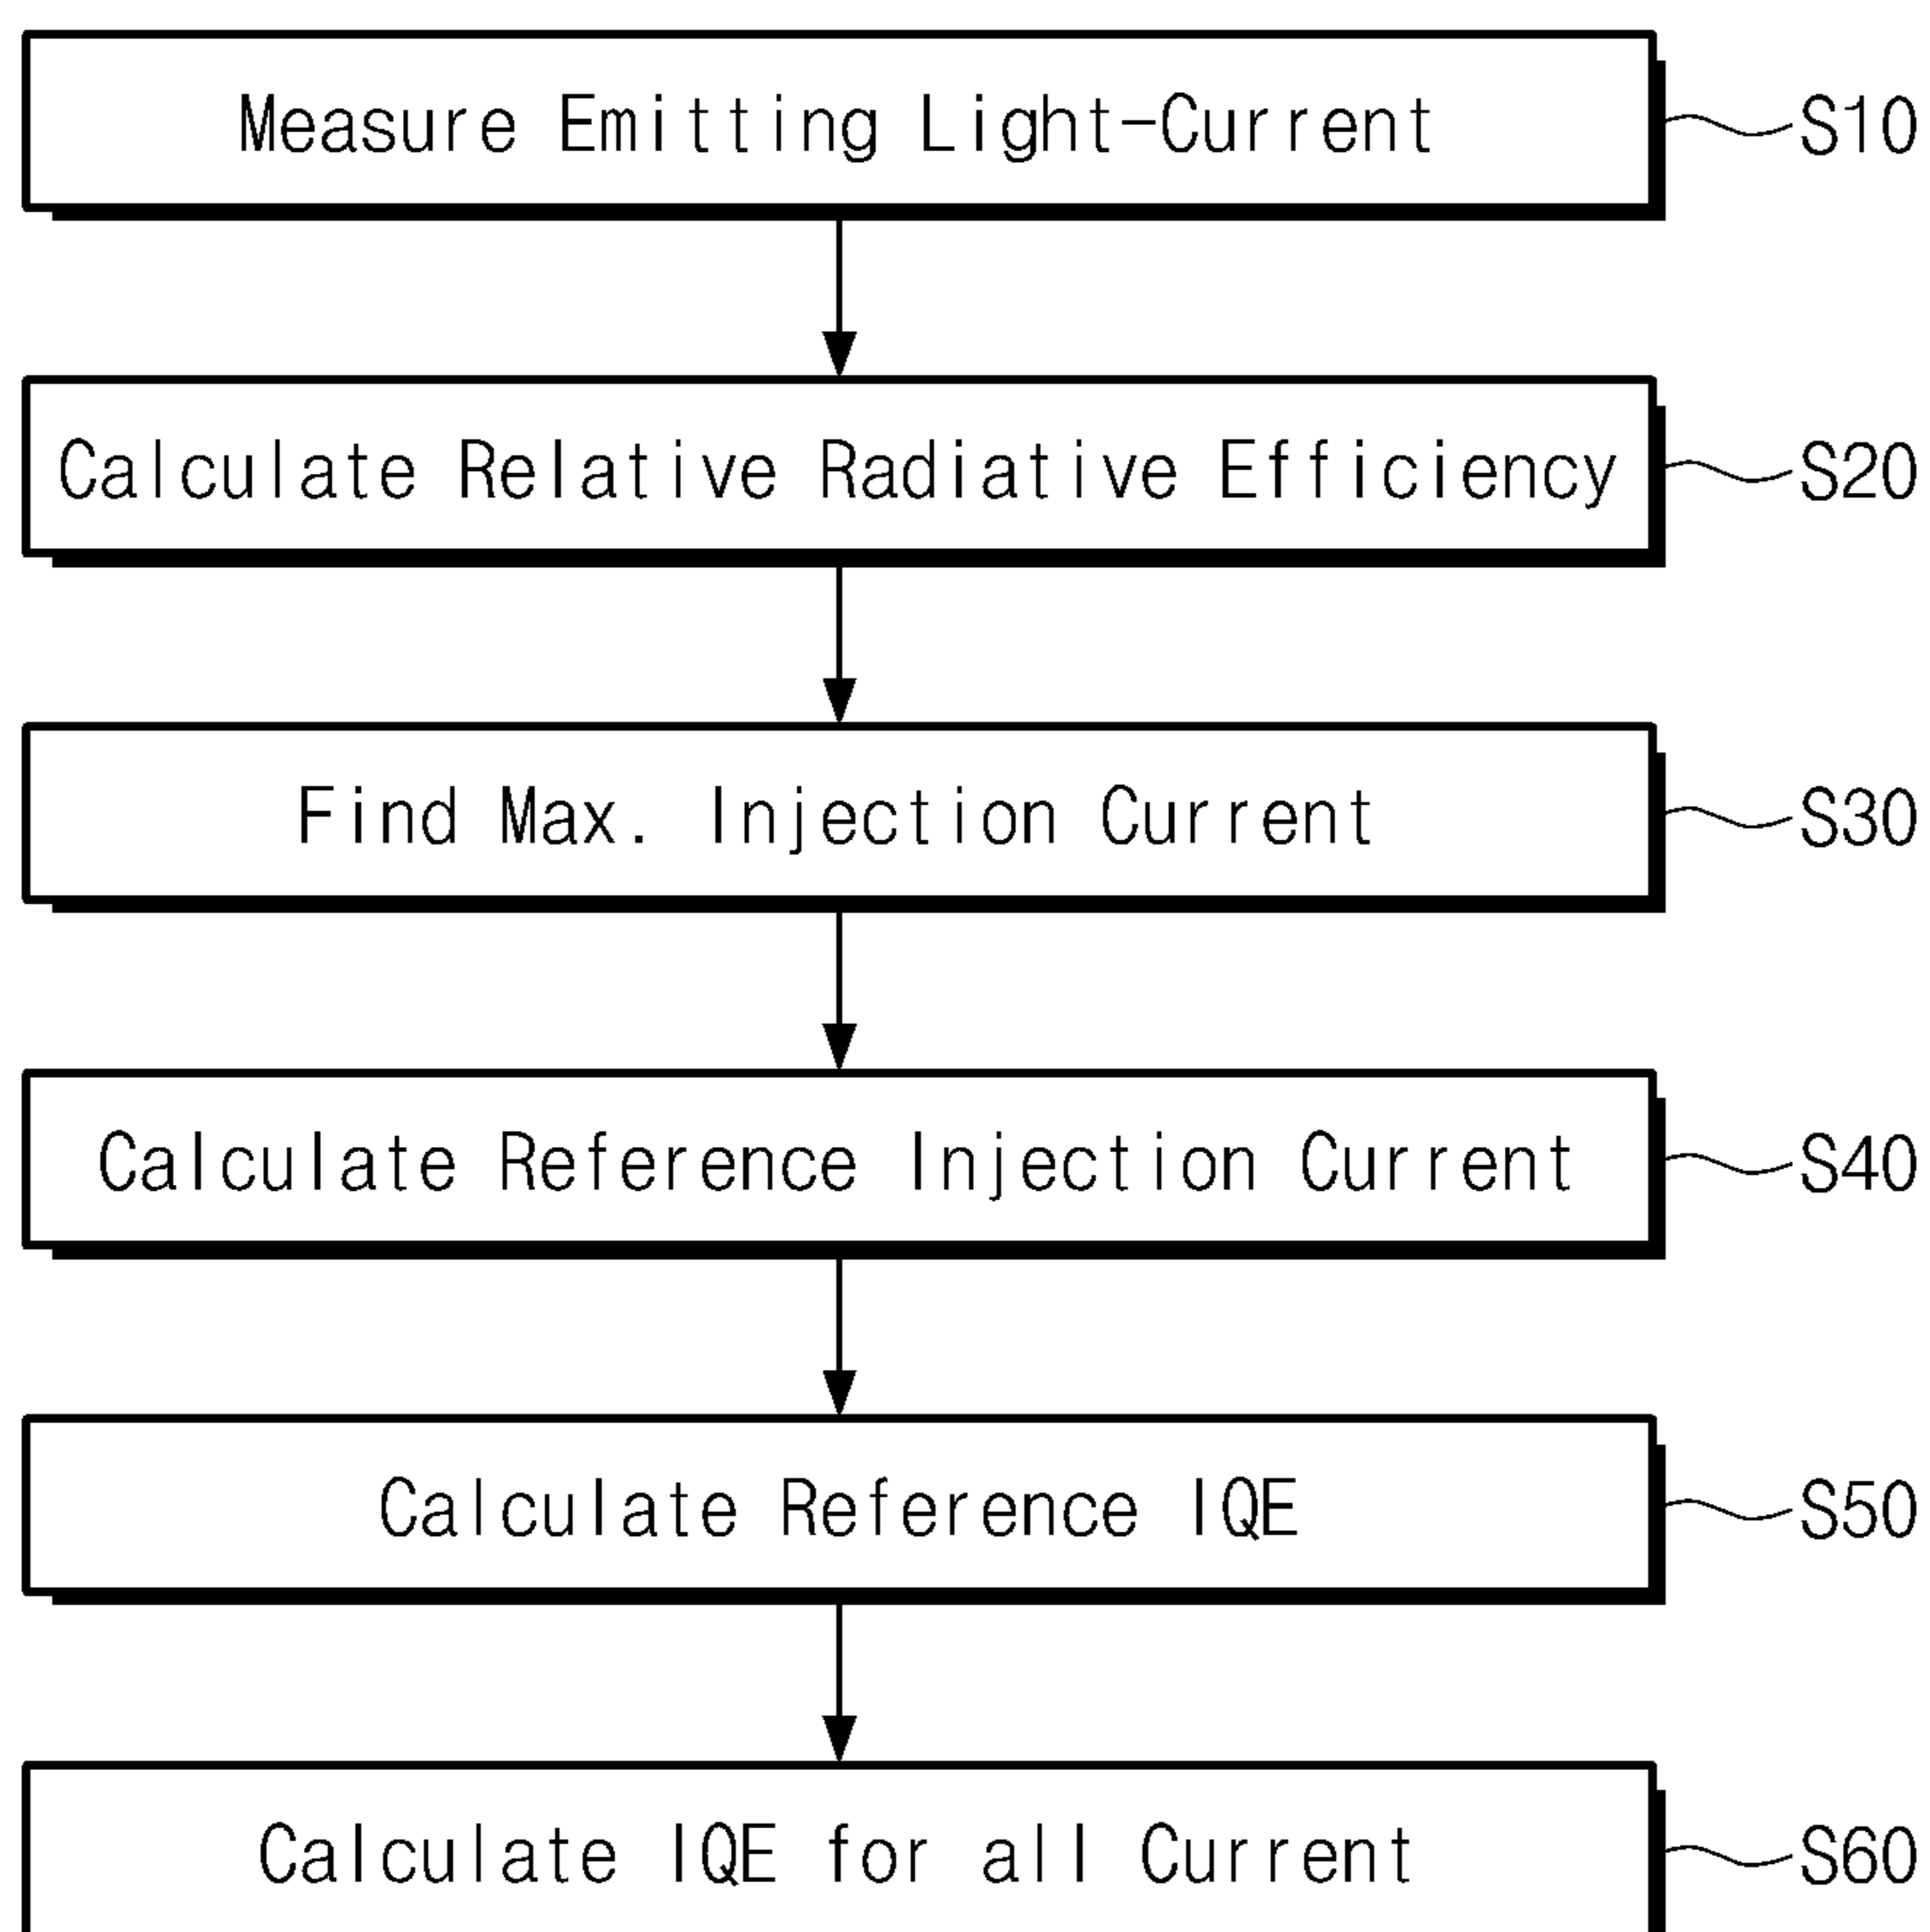 Measure Emitting Light-Current S10
Calculate Relative Radiative Efficiency S20
Find Max. Injection Current S30
Calculate Reference Injection Current S40
Calculate Reference IQE S50
Calculate IQE for all Current S60